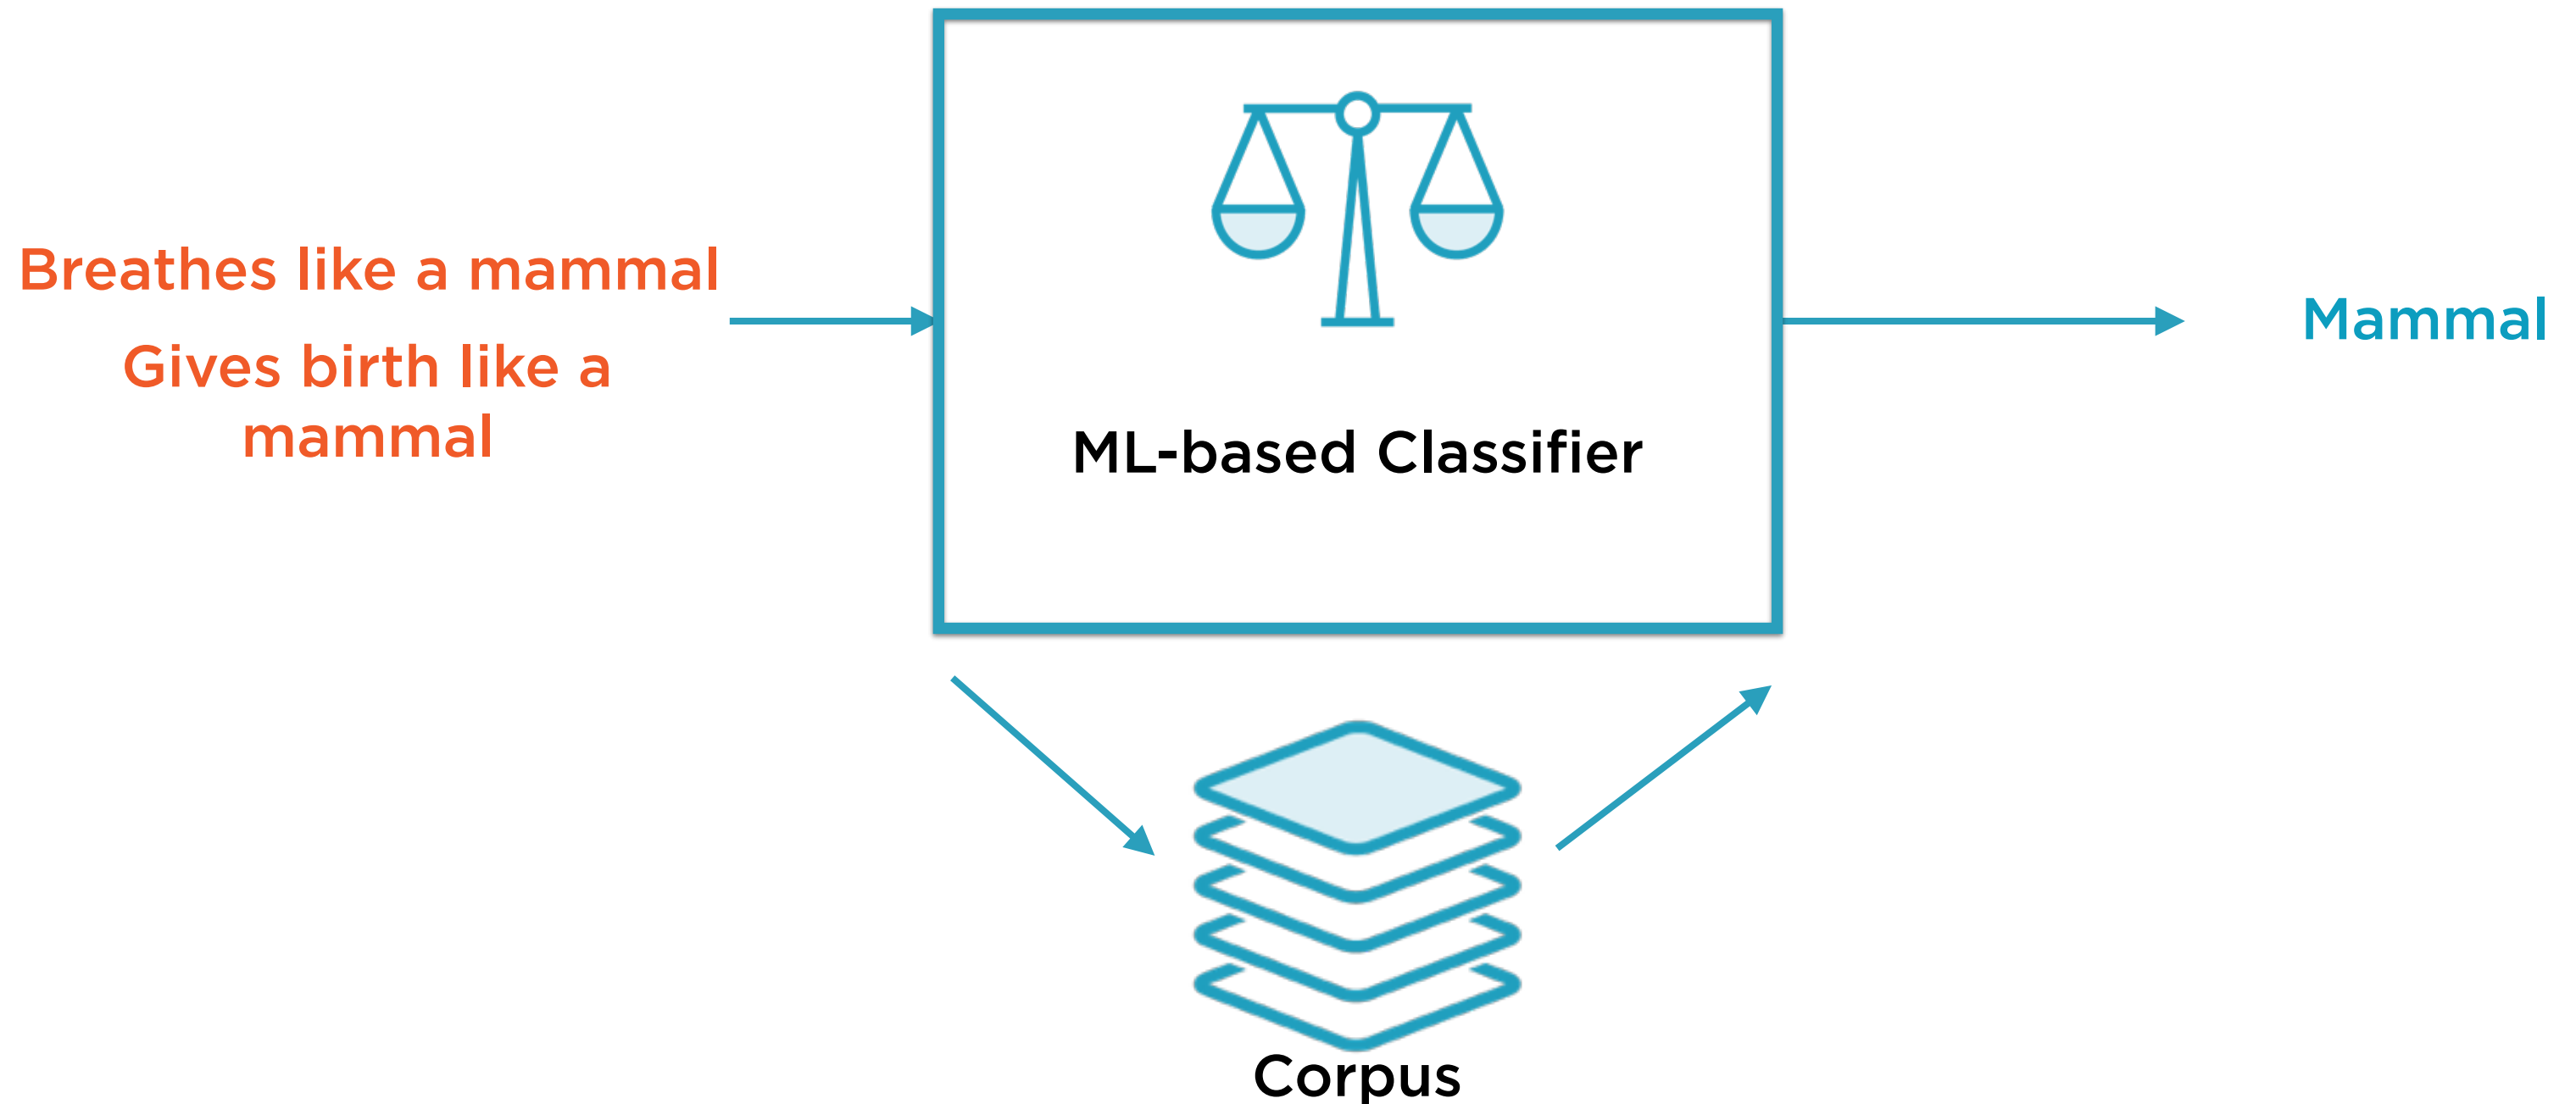 Breathes like a mammal
Gives birth like a
mammal
ML-based Classifier
Mammal
Corpus